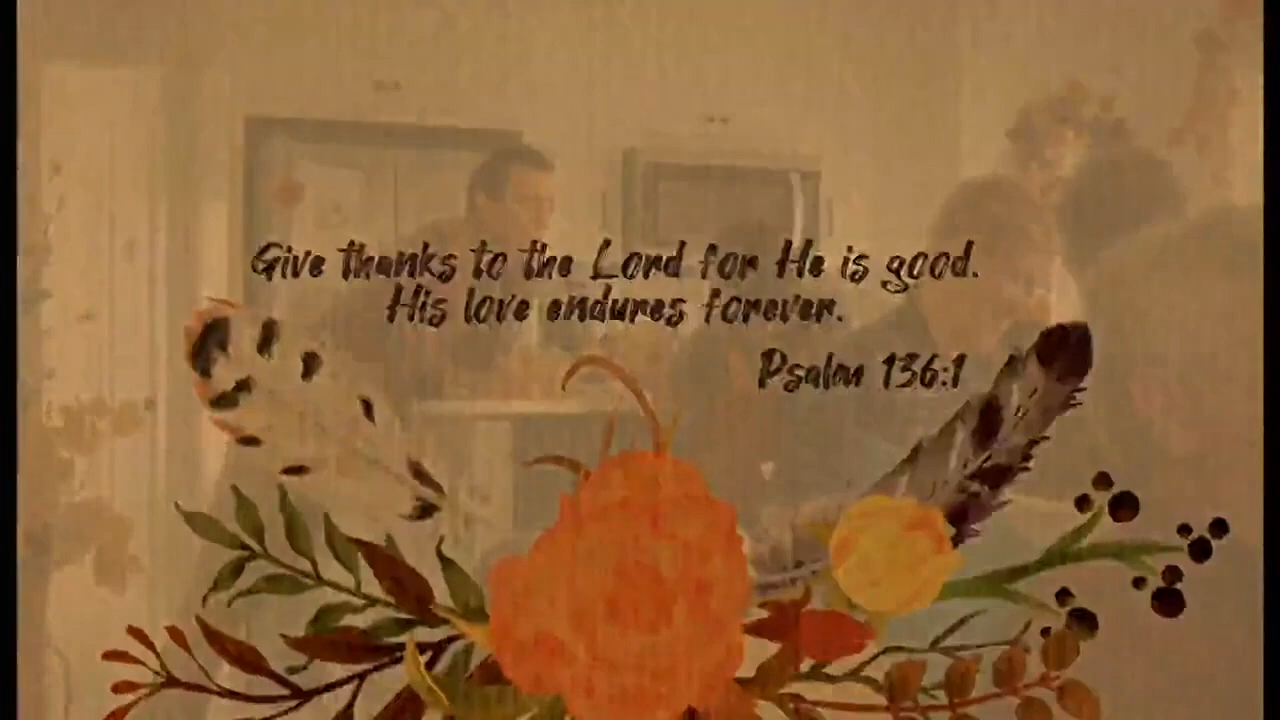 Give thanks to the Lord for He is good.
His love endures forever.
Psalm 136:1